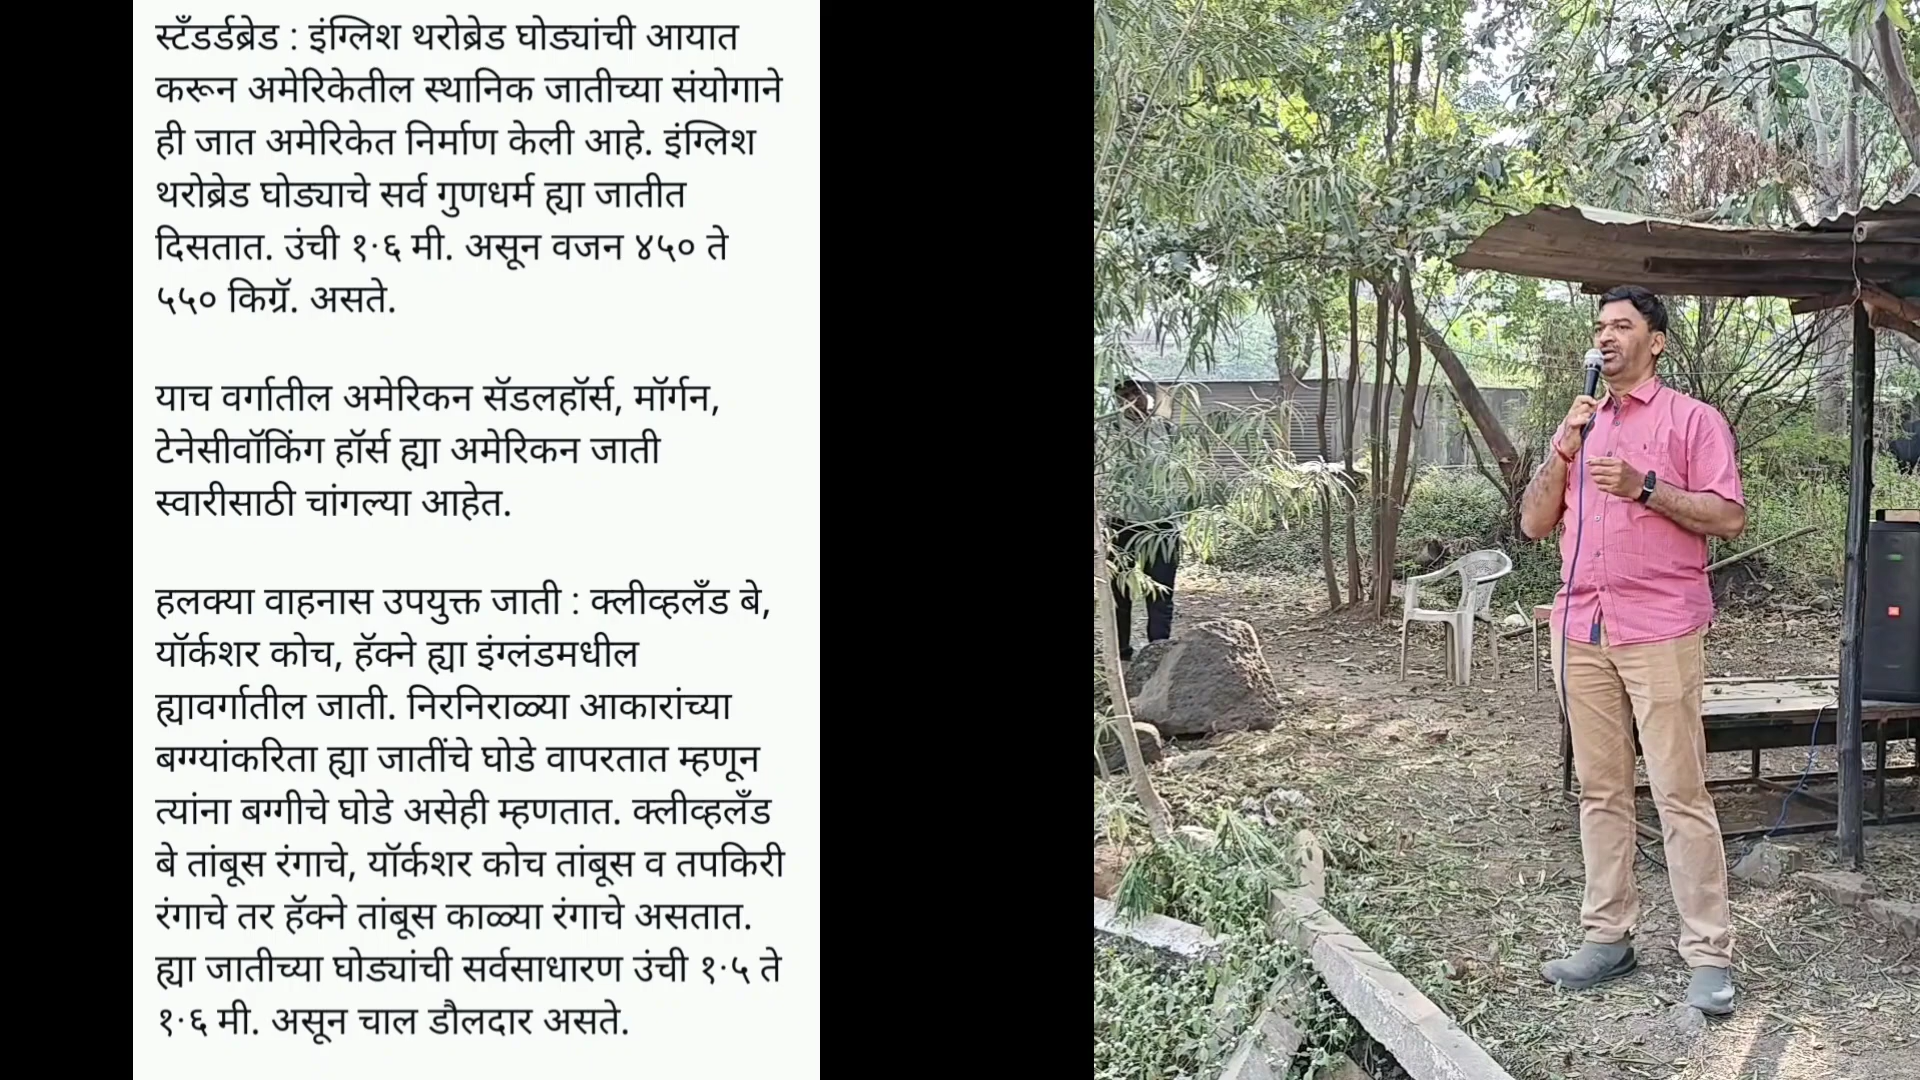 स्टँडर्डब्रेड : इंग्लिश थरोब्रेड घोड्यांची आयात
करून अमेरिकेतील स्थानिक जातीच्या संयोगाने
ही जात अमेरिकेत निर्माण केली आहे. इंग्लिश
थरोब्रेड घोड्याचे सर्व गुणधर्म ह्या जातीत
दिसतात. उंची १·६ मी. असून वजन ४५० ते
५५० किग्रॅ. असते.
याच वर्गातील अमेरिकन सॅडलहॉर्स, मॉर्गन,
टेनेसीवॉकिंग हॉर्स ह्या अमेरिकन जाती
स्वारीसाठी चांगल्या आहेत.
हलक्या वाहनास उपयुक्त जाती : क्लीव्हलँड बे,
यॉर्कशर कोच, हॅक्ने ह्या इंग्लंडमधील
ह्यावर्गातील जाती. निरनिराळ्या आकारांच्या
बग्ग्यांकरिता ह्या जातींचे घोडे वापरतात म्हणून
त्यांना बग्गीचे घोडे असेही म्हणतात. क्लीव्हलँड
बे तांबूस रंगाचे, यॉर्कशर कोच तांबूस व तपकिरी
रंगाचे तर हॅक्ने तांबूस काळ्या रंगाचे असतात.
ह्या जातीच्या घोड्यांची सर्वसाधारण उंची १·५ ते
१·६ मी. असून चाल डौलदार असते.